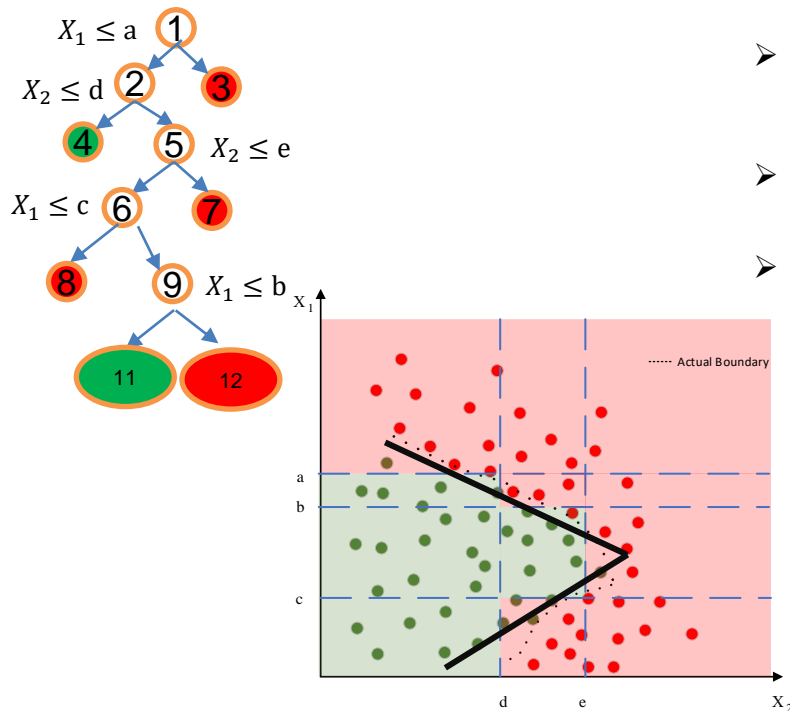 X₁ ≤ a
1
X₂ ≤ d
2
3
4
5
X₂ ≤ e
X₁ ≤ c
6
7
8
9
X₁ ≤ b
11
12
X₁
Actual Boundary
a
b
c
d
e
X₂